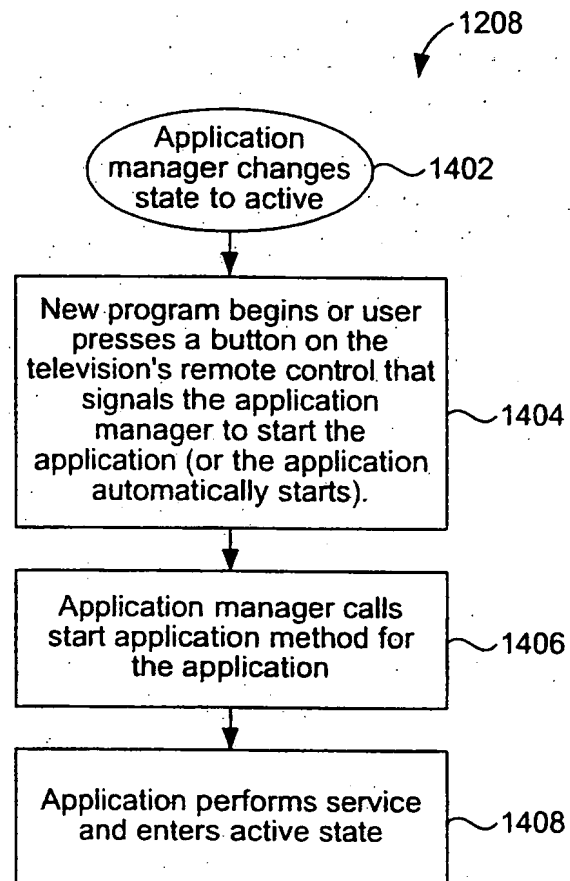 1208
Application
manager changes
state to active
1402
New program begins or user
presses a button on the
television's remote control that
signals the application
manager to start the
application (or the application
automatically starts).
1404
Application manager calls
start application method for
the application
1406
Application performs service
and enters active state
1408